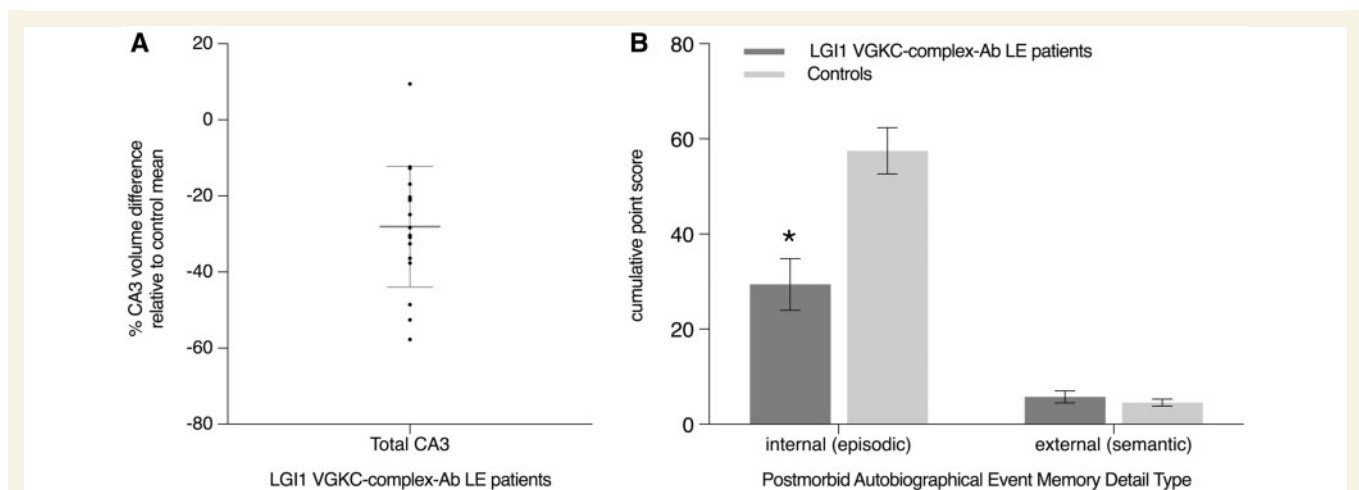 A
20
0
-20
-40
-60
-80
% CA3 volume difference
relative to control mean
Total CA3
LGI1 VGKC-complex-Ab LE patients
B
80
60
40
20
0
cumulative point score
LGI1 VGKC-complex-Ab LE patients
Controls
*
internal (episodic)
external (semantic)
Postmorbid Autobiographical Event Memory Detail Type